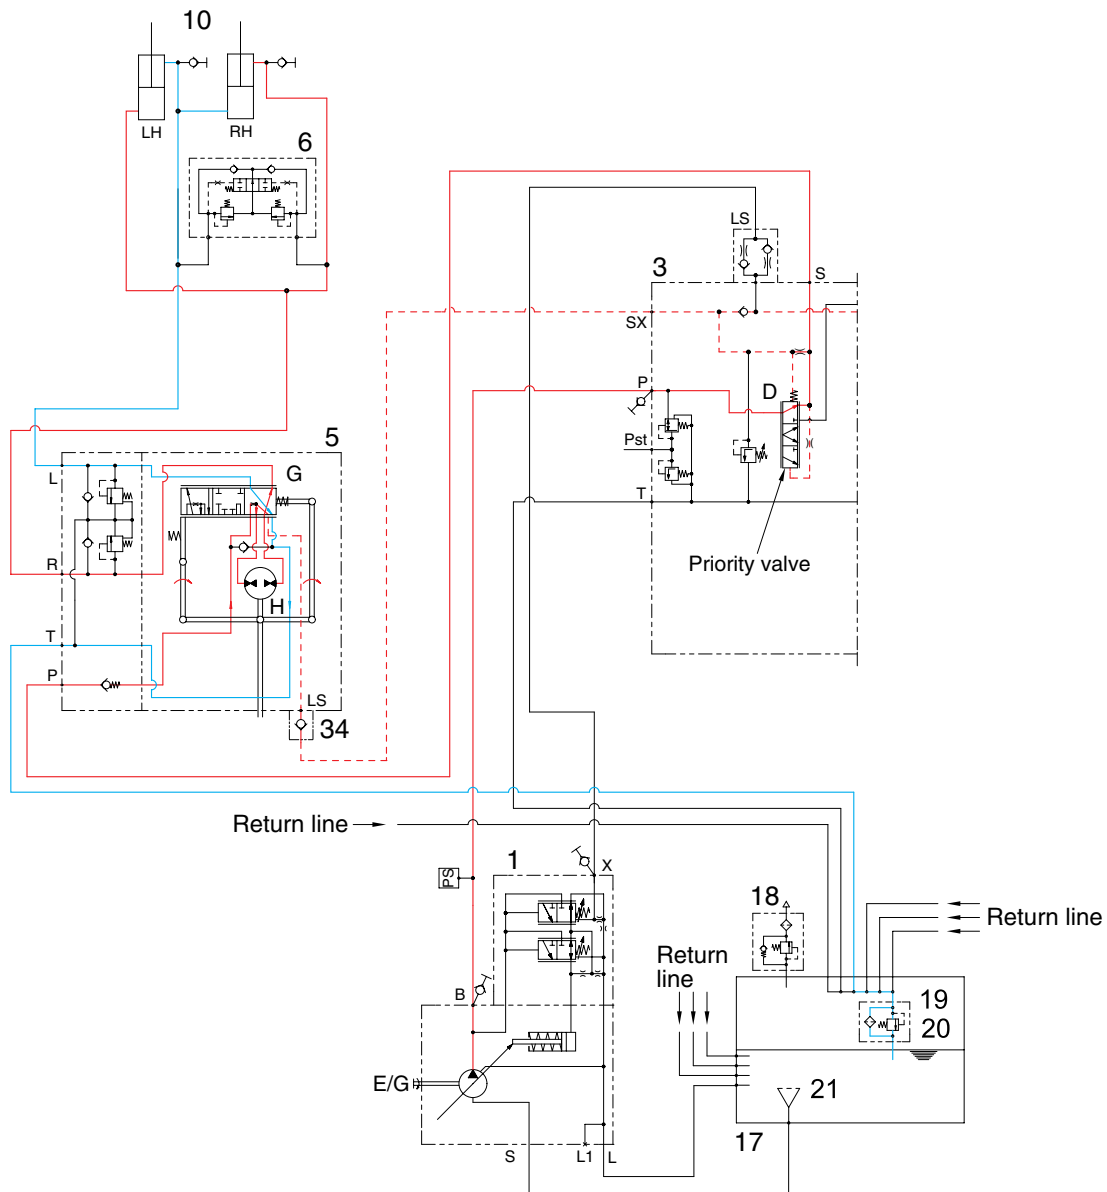 10
LH
RH
6
LS
3
S
SX
P
D
Pst
T
Priority valve
5
L
G
R
H
T
P
LS
34
Return line
1
X
PS
18
Return line
Return
line
B
19
20
E/G
21
17
S
L1
L